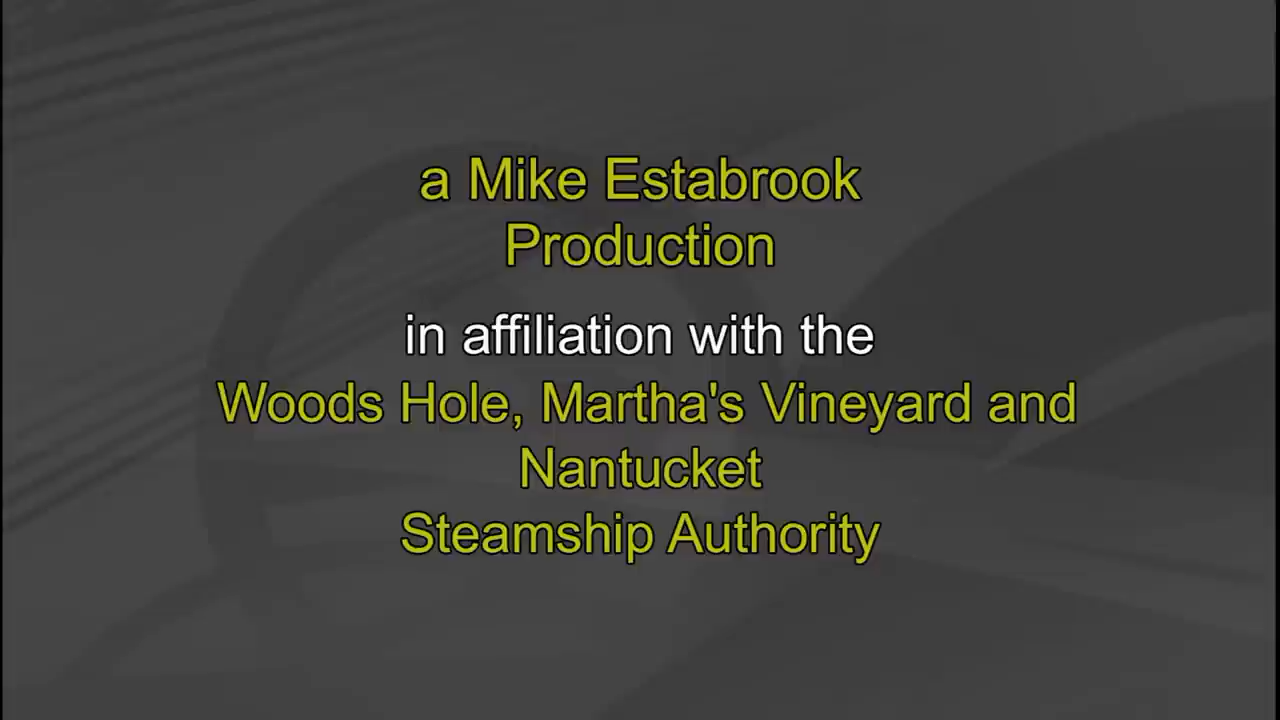 a Mike Estabrook
Production
in affiliation with the
Woods Hole, Martha's Vineyard and
Nantucket
Steamship Authority